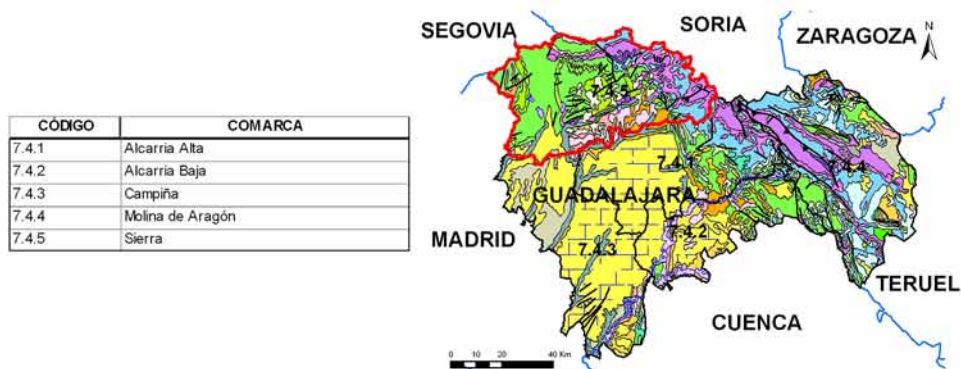 CÓDIGO COMARCA
7.4.1 Alcarria Alta
7.4.2 Alcarria Baja
7.4.3 Campiña
7.4.4 Molina de Aragón
7.4.5 Sierra
SEGOVIA
SORIA
ZARAGOZA
N
7.4.5
7.4.1
7.4.4
GUADALAJARA
7.4.2
MADRID
7.4.3
TERUEL
CUENCA
0 10 20 40 Km